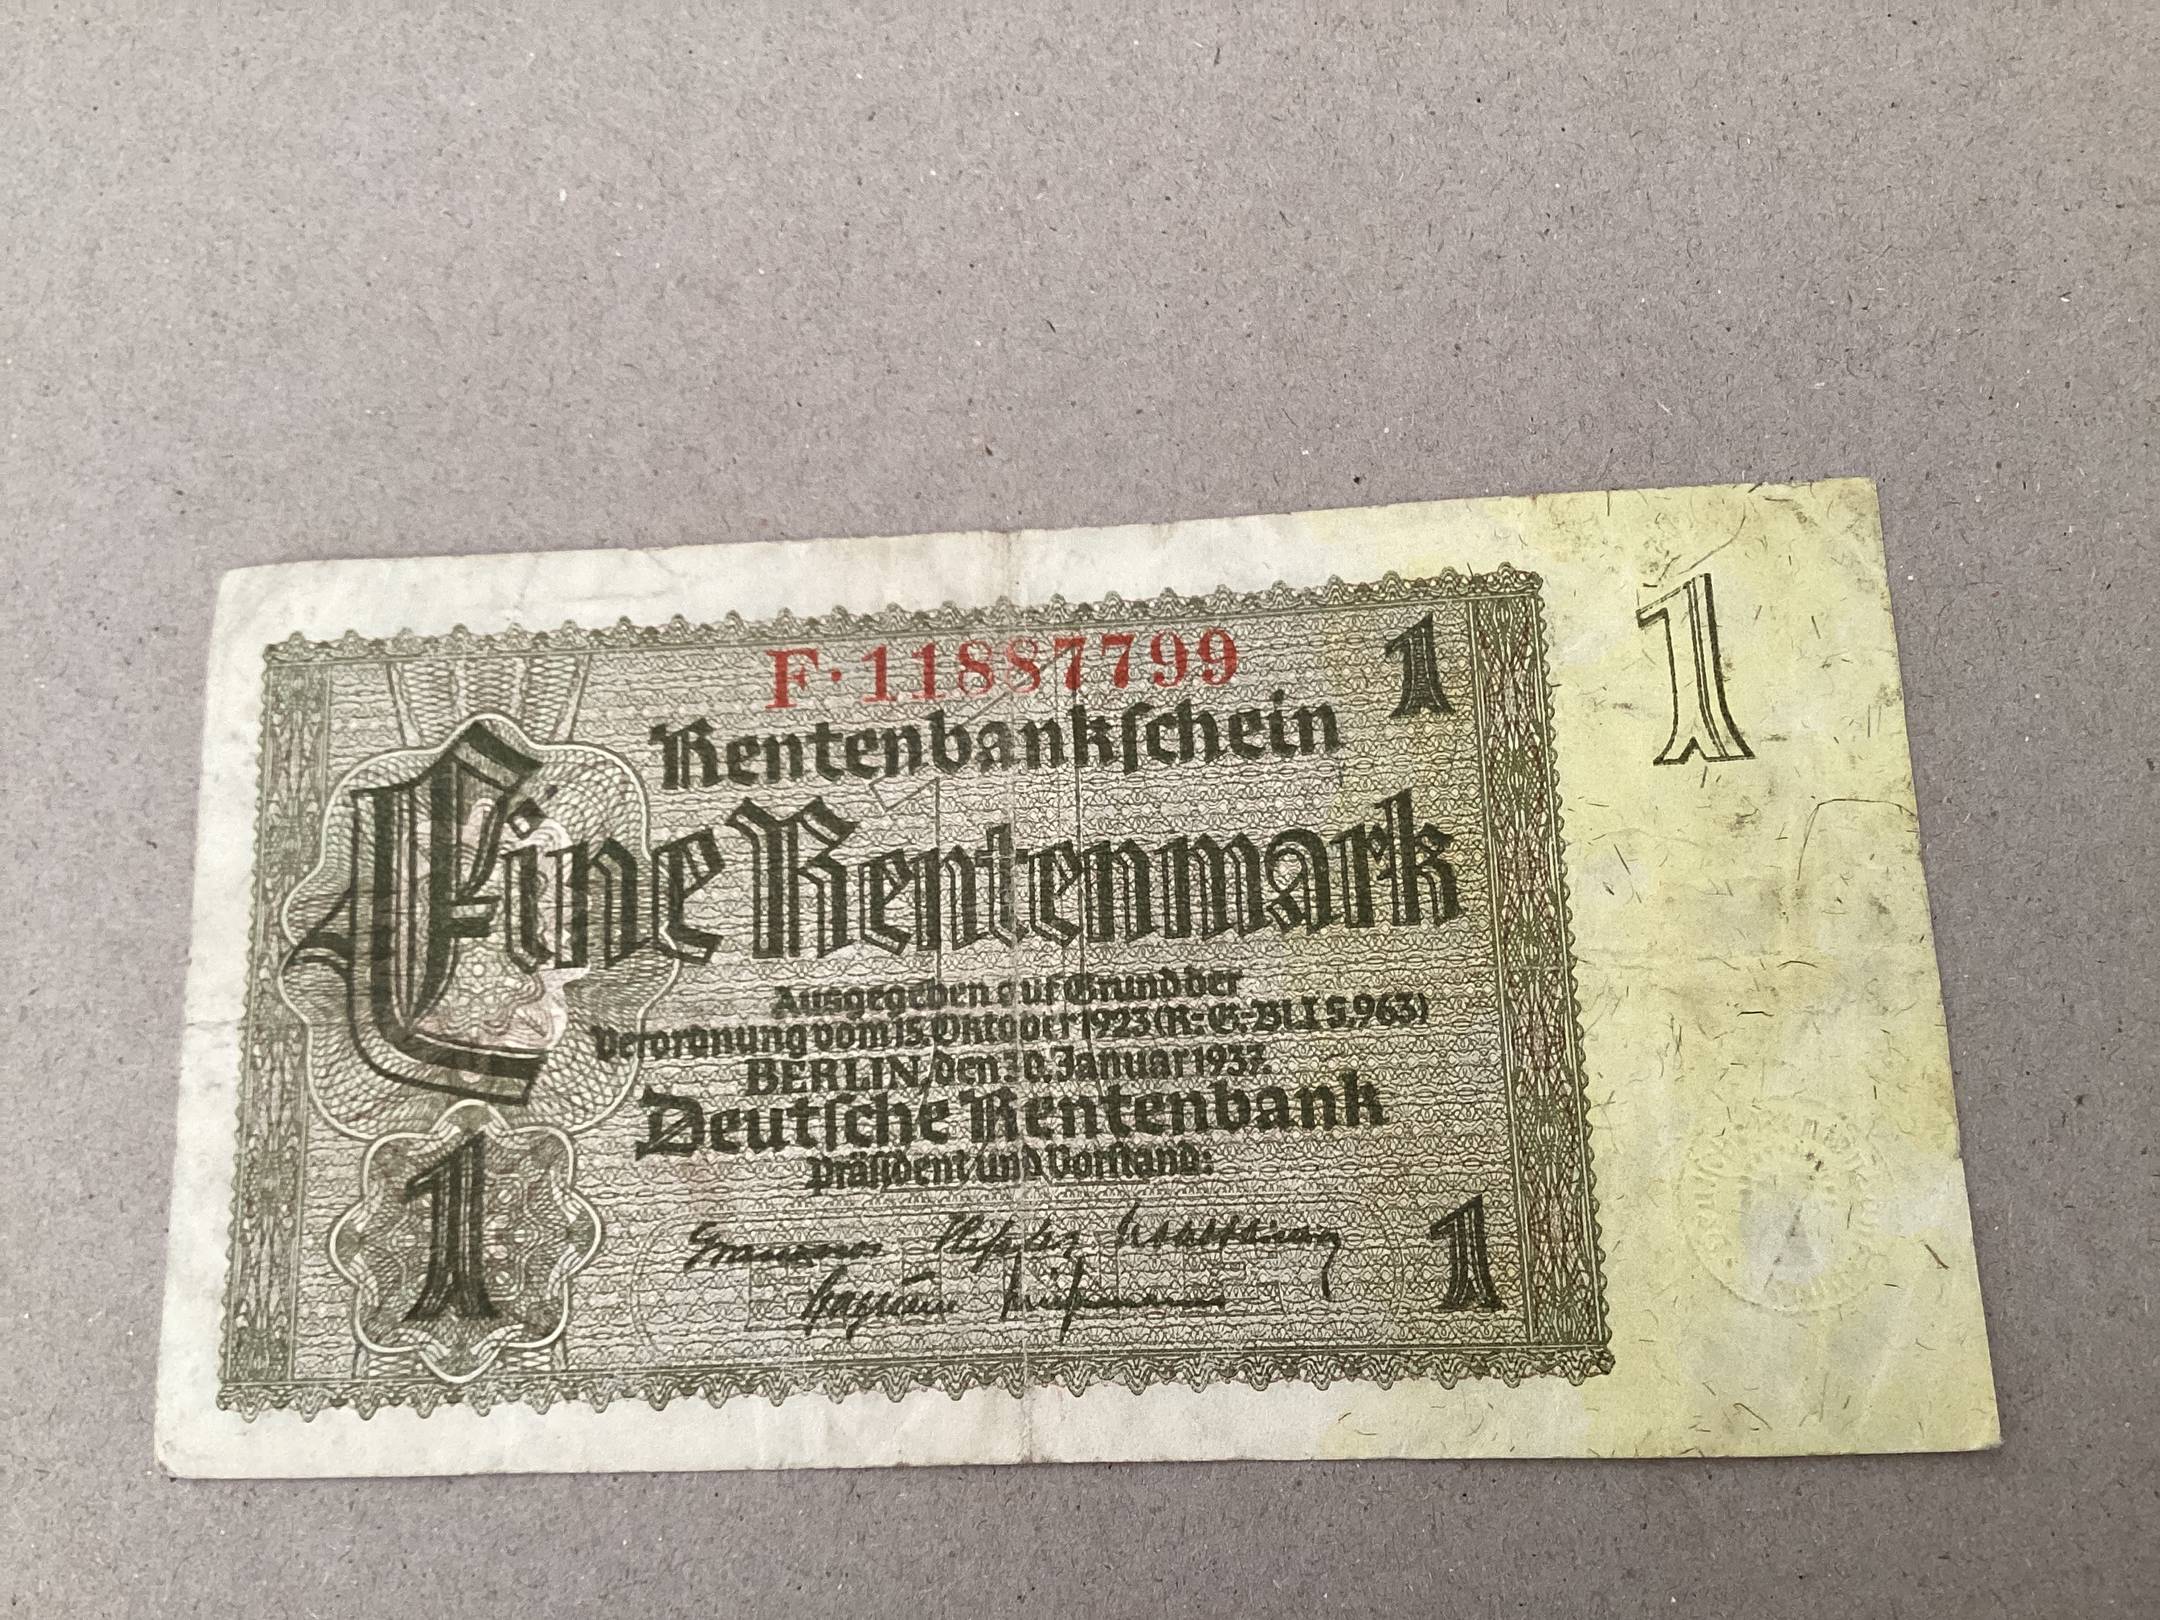 F·11887799
1
1
Rentenbankschein
Eine Rentenmark
Ausgegeben auf Grund der
Verordnung vom 15. Oktober 1923 (R.-G.-Bl. I S. 963)
BERLIN, den 30. Januar 1937.
Deutsche Rentenbank
Präsident und Vorstand:
1
1